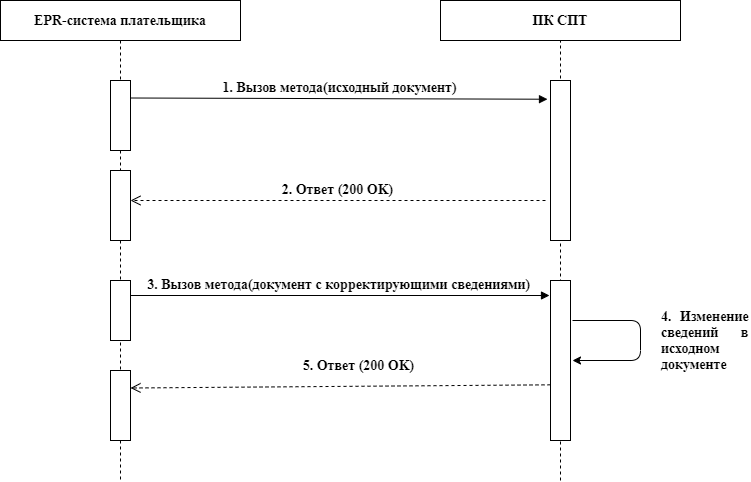 EPR-система плательщика
ПК СПТ
1. Вызов метода(исходный документ)
2. Ответ (200 OK)
3. Вызов метода(документ с корректирующими сведениями)
4. Изменение
сведений в
исходном
документе
5. Ответ (200 OK)